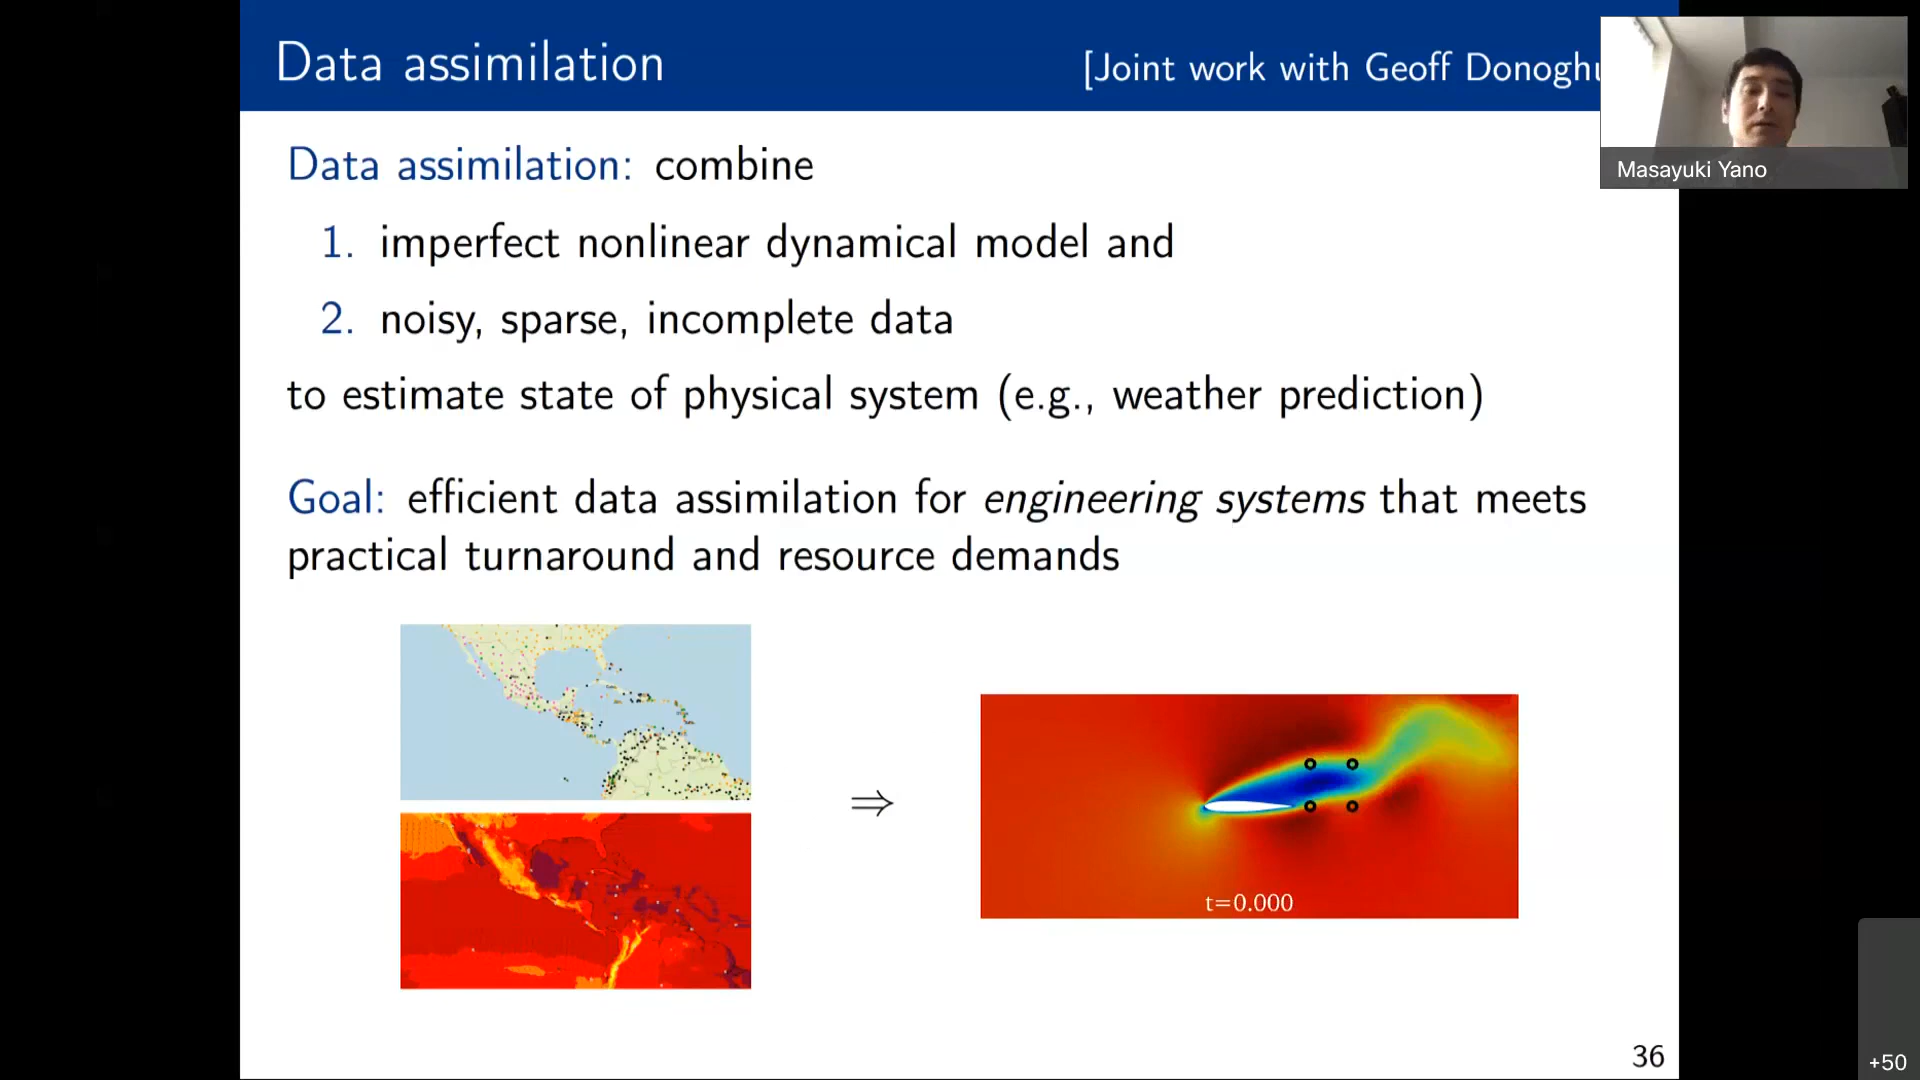 Data assimilation
[Joint work with Geoff
Masayuki Yano
Data assimilation: combine
1. imperfect nonlinear dynamical model and
2. noisy, sparse, incomplete data
to estimate state of physical system (e.g., weather prediction)
Goal: efficient data assimilation for engineering systems that meets
practical turnaround and resource demands
⇒
t=0.000
36
+50